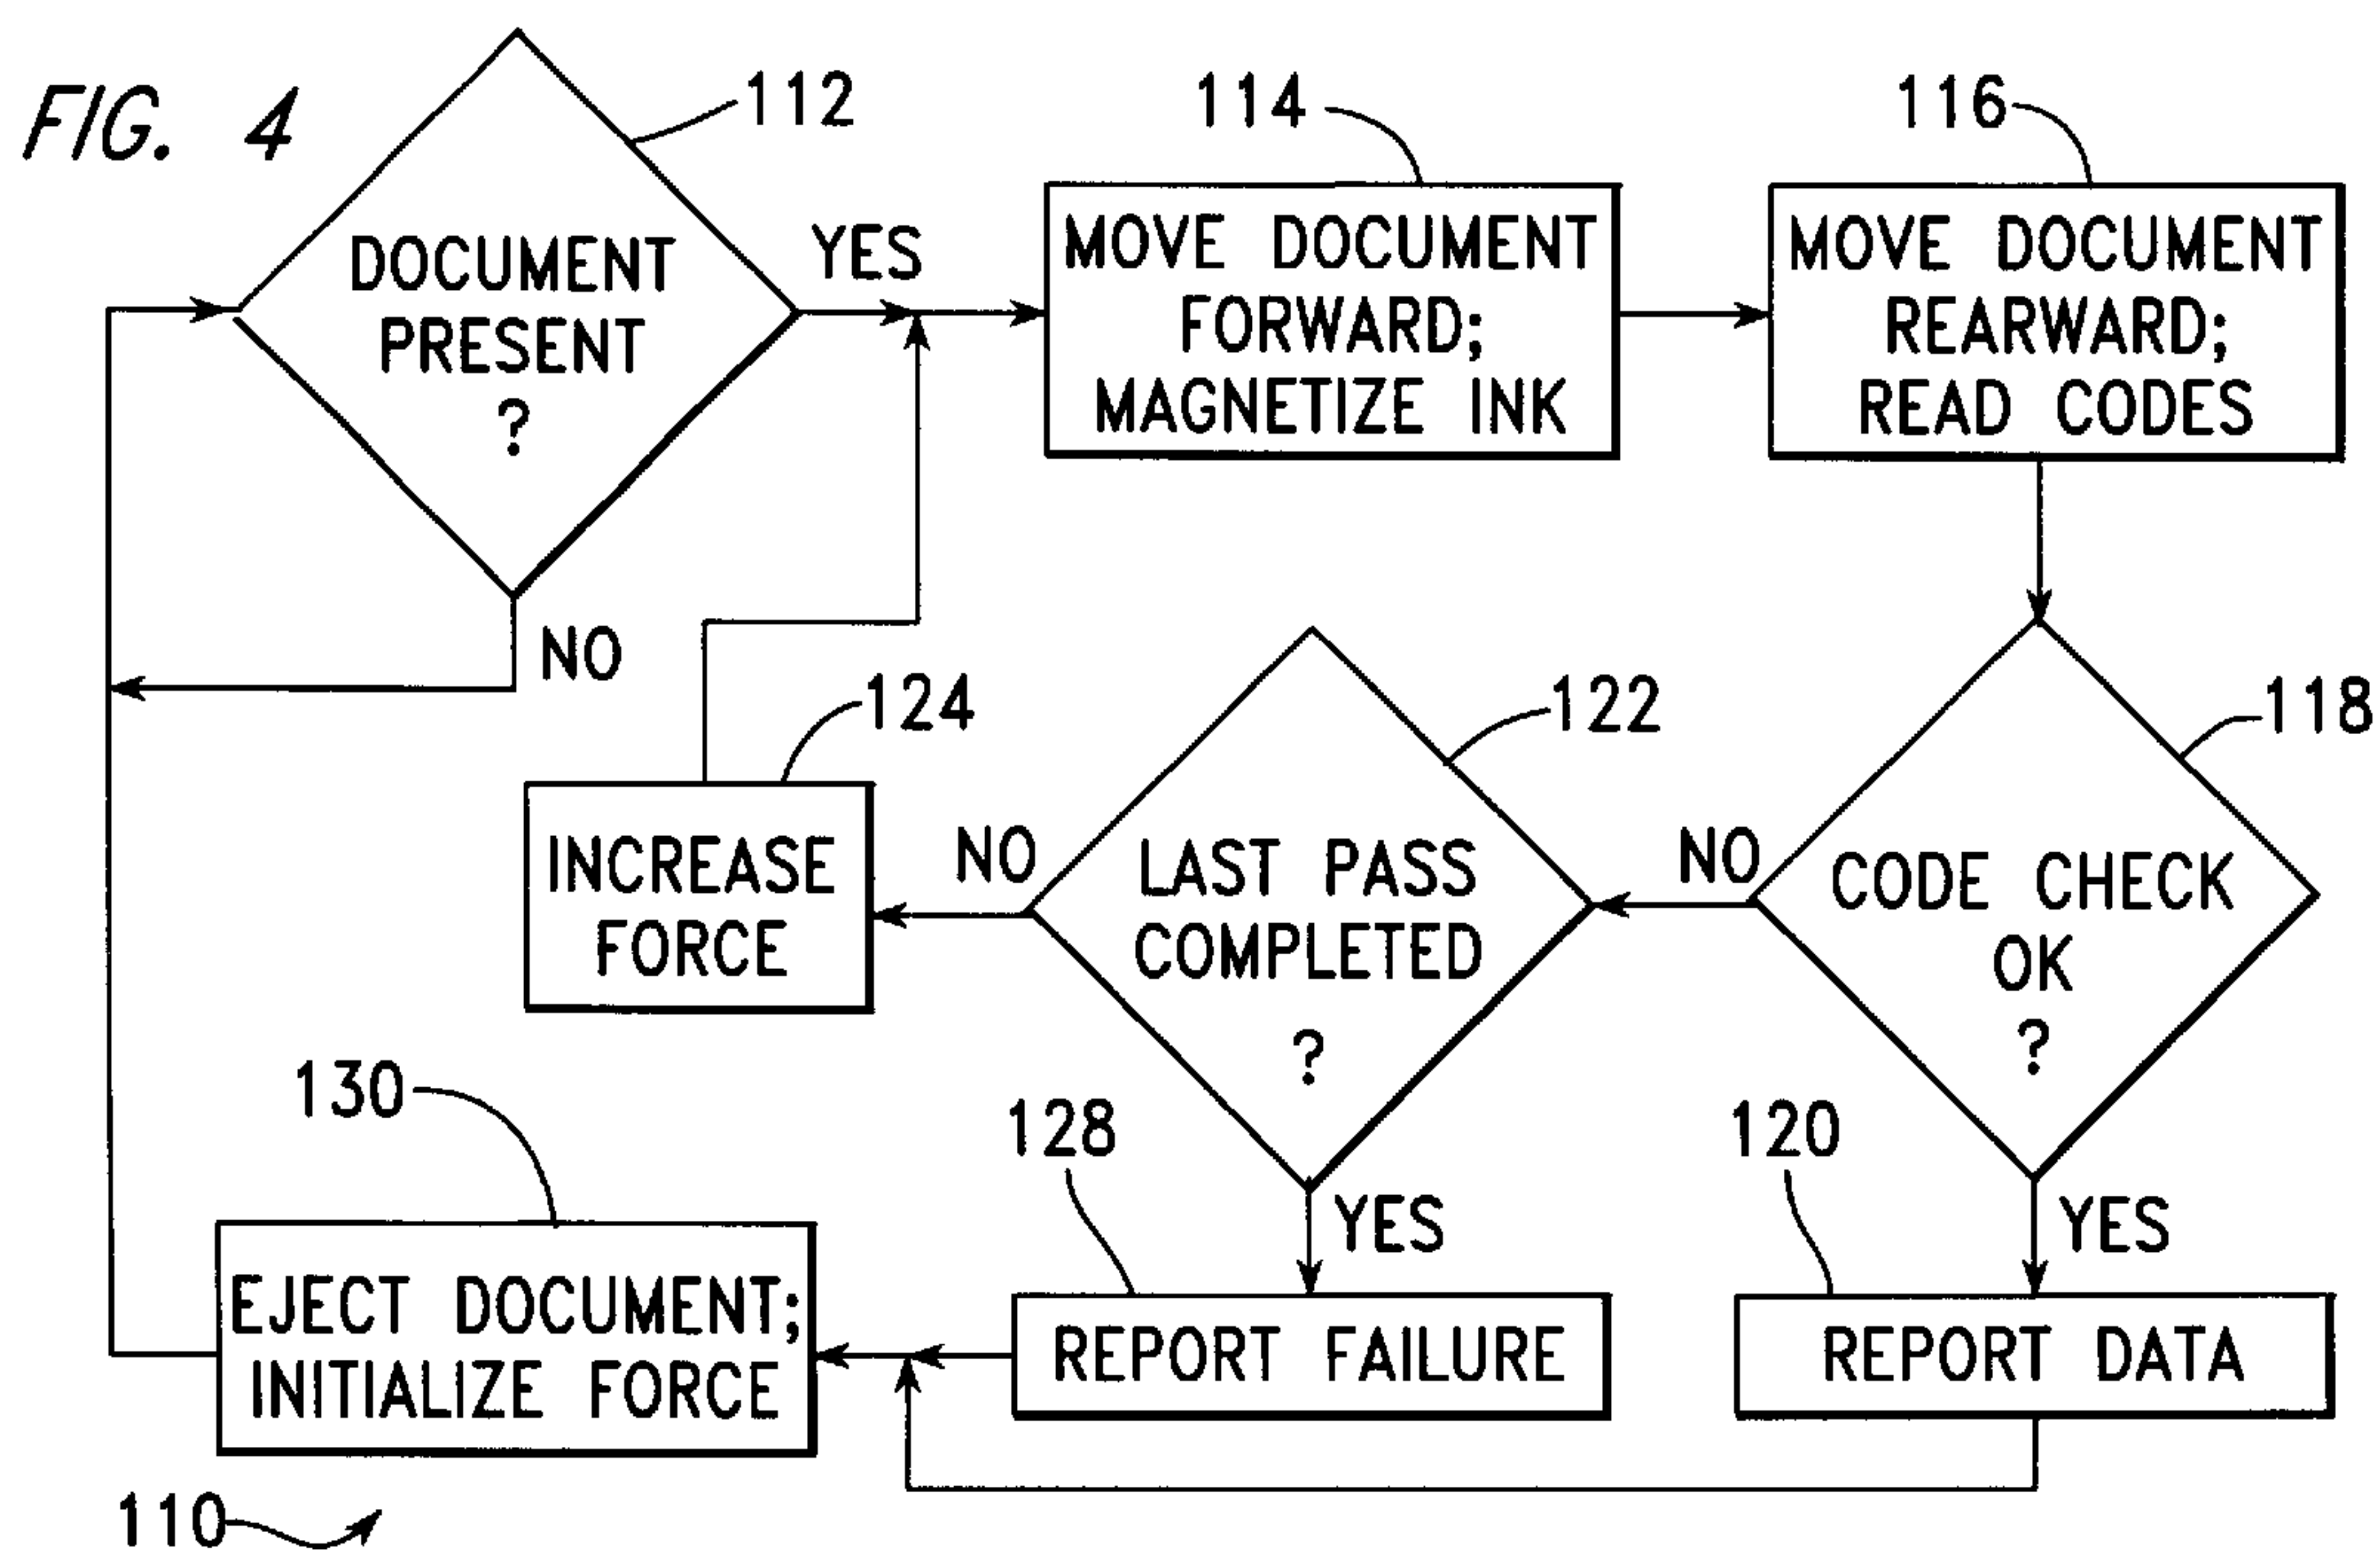 FIG. 4
112
DOCUMENT
PRESENT
?
YES
NO
114
MOVE DOCUMENT
FORWARD;
MAGNETIZE INK
116
MOVE DOCUMENT
REARWARD;
READ CODES
118
CODE CHECK
OK
?
NO
YES
122
LAST PASS
COMPLETED
?
NO
YES
124
INCREASE
FORCE
120
REPORT DATA
128
REPORT FAILURE
130
EJECT DOCUMENT;
INITIALIZE FORCE
110